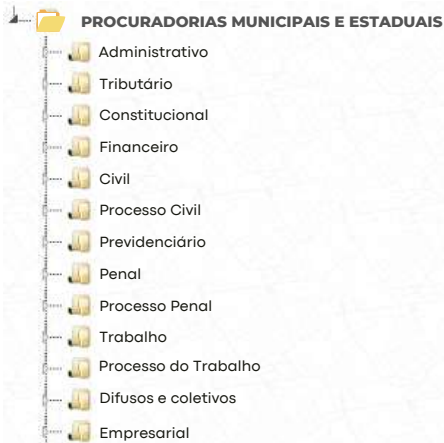 PROCURADORIAS MUNICIPAIS E ESTADUAIS
Administrativo
Tributário
Constitucional
Financeiro
Civil
Processo Civil
Previdenciário
Penal
Processo Penal
Trabalho
Processo do Trabalho
Difusos e coletivos
Empresarial